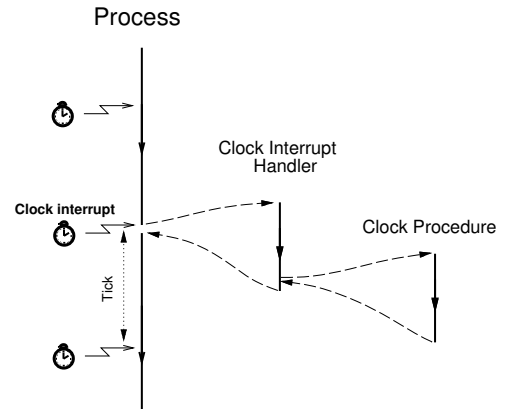 Process
Clock Interrupt
Handler
Clock interrupt
Clock Procedure
Tick